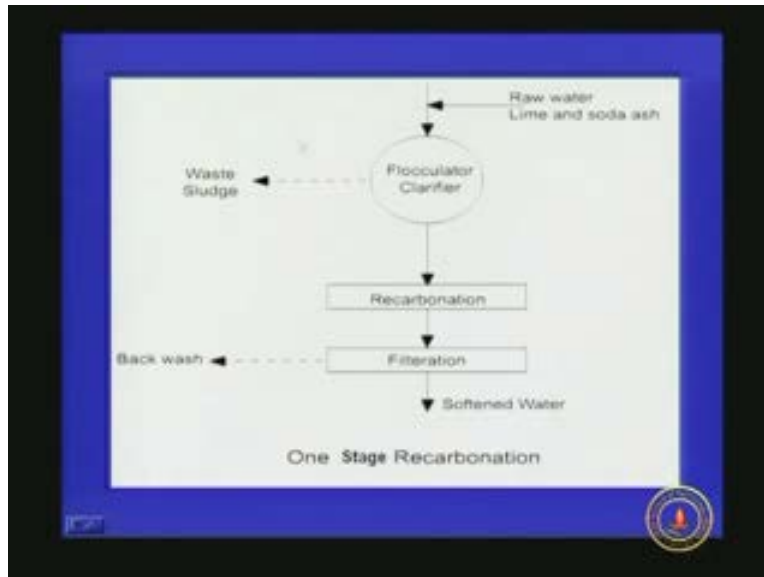 Raw water
Lime and soda ash
Flocculator
Clarifier
Waste
Sludge
Recarbonation
Back wash
Filteration
Softened Water
One Stage Recarbonation